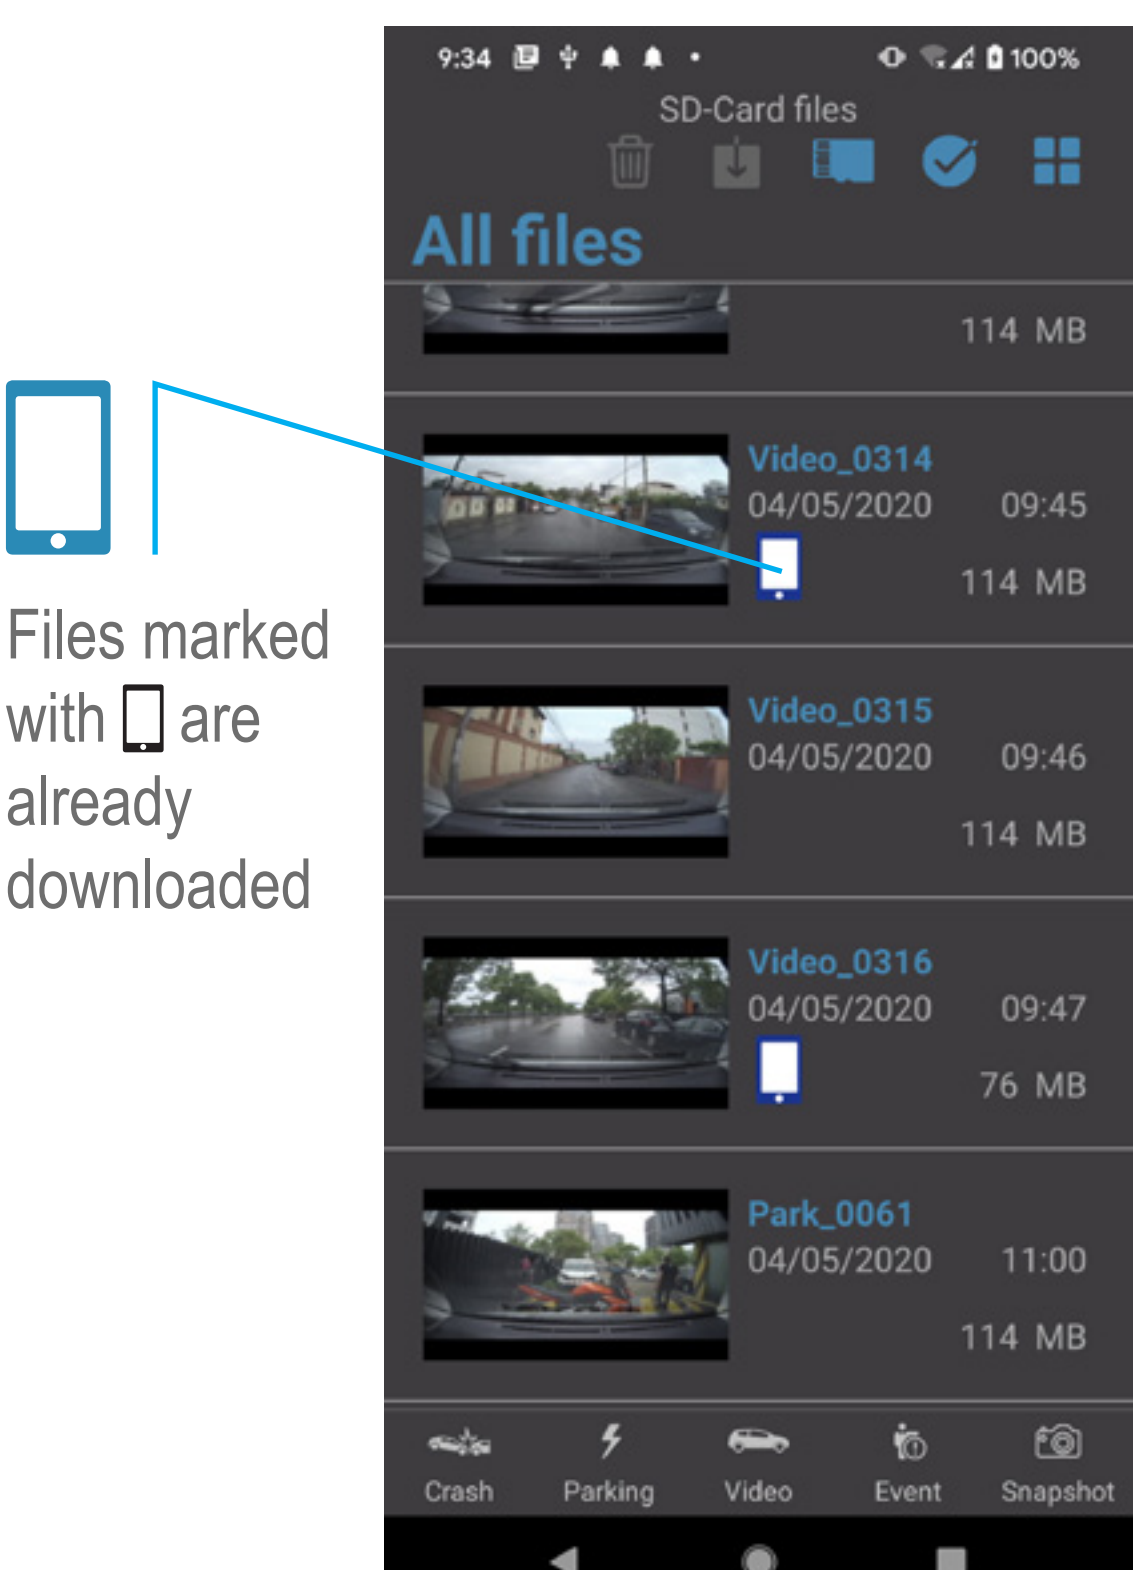 9:34
100%
SD-Card files
All files
114 MB
Video_0314
04/05/2020 09:45
114 MB
Video_0315
04/05/2020 09:46
114 MB
Video_0316
04/05/2020 09:47
76 MB
Park_0061
04/05/2020 11:00
114 MB
Crash Parking Video Event Snapshot
Files marked
with are
already
downloaded